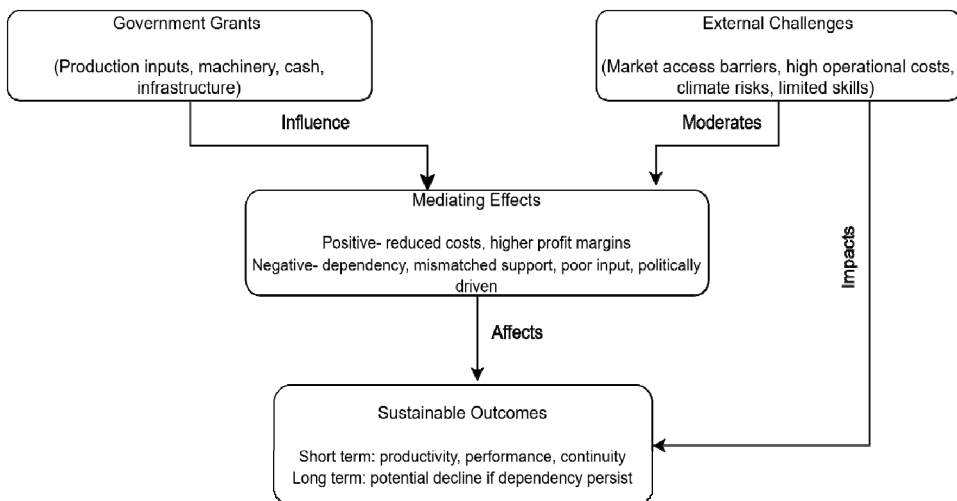 Government Grants
(Production inputs, machinery, cash,
infrastructure)
External Challenges
(Market access barriers, high operational costs,
climate risks, limited skills)
Influence
Moderates
Mediating Effects
Positive- reduced costs, higher profit margins
Negative- dependency, mismatched support, poor input, politically
driven
Impacts
Affects
Sustainable Outcomes
Short term: productivity, performance, continuity
Long term: potential decline if dependency persist